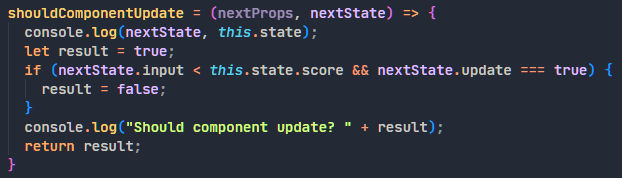 shouldComponentUpdate = (nextProps, nextState) => {
  console.log(nextState, this.state);
  let result = true;
  if (nextState.input < this.state.score && nextState.update === true) {
    result = false;
  }
  console.log("Should component update? " + result);
  return result;
}